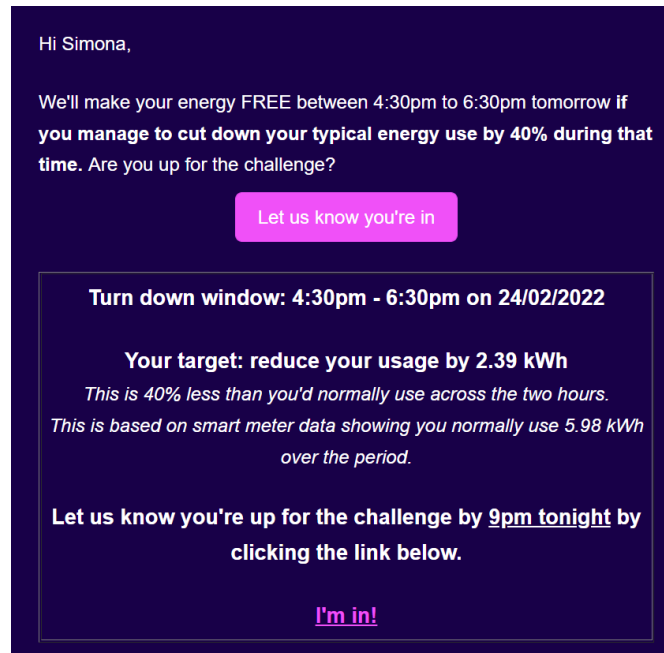 Hi Simona,
We'll make your energy FREE between 4:30pm to 6:30pm tomorrow if
you manage to cut down your typical energy use by 40% during that
time. Are you up for the challenge?
Let us know you're in
Turn down window: 4:30pm - 6:30pm on 24/02/2022
Your target: reduce your usage by 2.39 kWh
This is 40% less than you'd normally use across the two hours.
This is based on smart meter data showing you normally use 5.98 kWh
over the period.
Let us know you're up for the challenge by 9pm tonight by
clicking the link below.
I'm in!